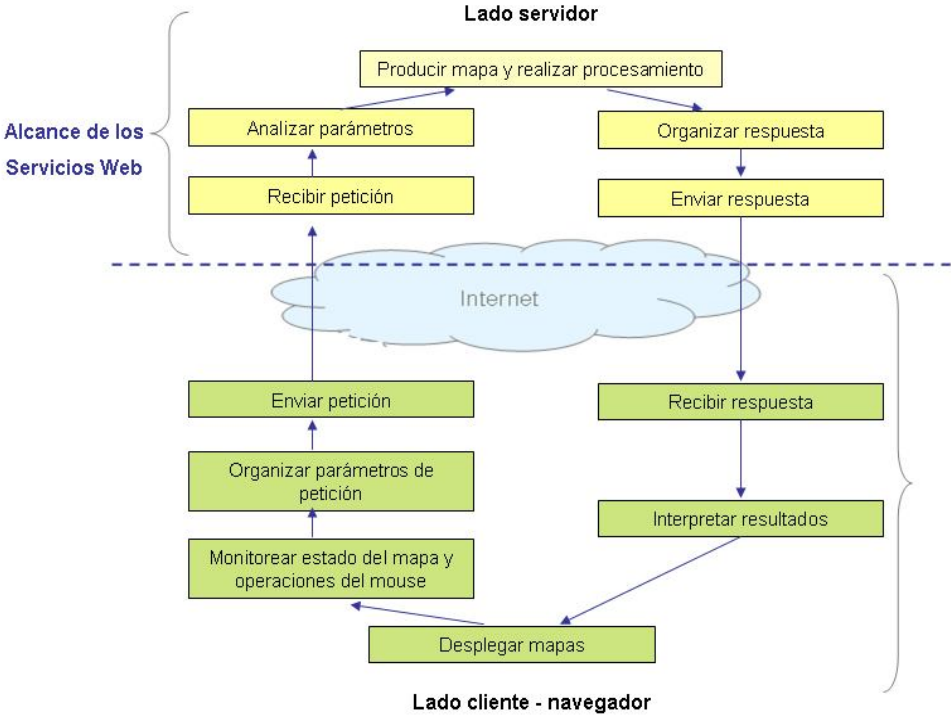 Lado servidor
Producir mapa y realizar procesamiento
Analizar parámetros
Organizar respuesta
Alcance de los
Servicios Web
Recibir petición
Enviar respuesta
Internet
Enviar petición
Recibir respuesta
Organizar parámetros de
petición
Interpretar resultados
Monitorear estado del mapa y
operaciones del mouse
Desplegar mapas
Lado cliente - navegador